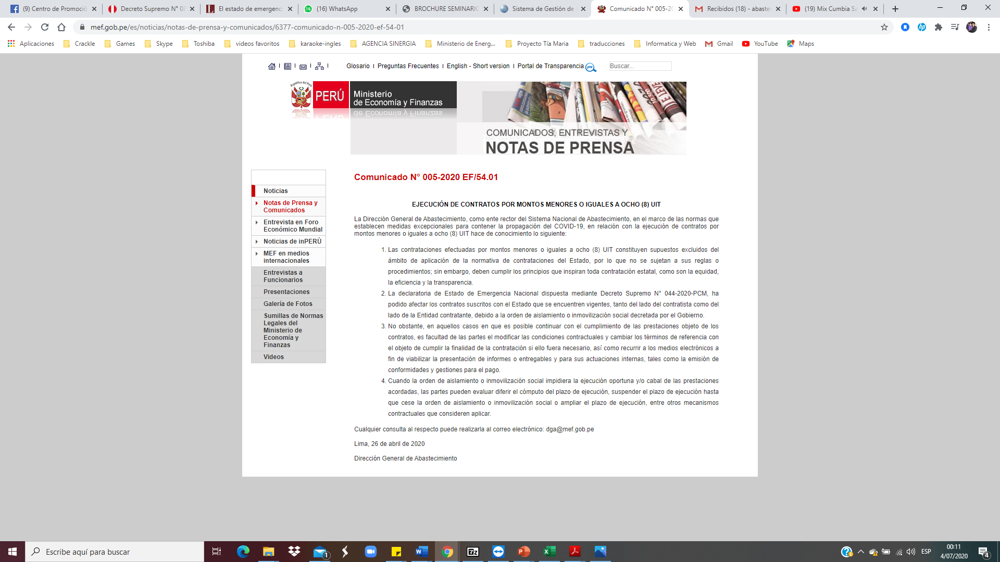 (9) Centro de Promoció
Decreto Supremo N° 08
El estado de emergenc
(16) WhatsApp
BROCHURE SEMINARIO
Sistema de Gestión de
Comunicado N° 005-20
Recibidos (18) - abaste
(19) Mix Cumbia Sa
mef.gob.pe/es/noticias/notas-de-prensa-y-comunicados/6377-comunicado-n-005-2020-ef-54-01
Aplicaciones
Crackle
Games
Skype
Toshiba
videos favoritos
karaoke-ingles
AGENCIA SINERGIA
Ministerio de Energ...
Proyecto Tía Maria
traducciones
Informatica y Web
Gmail
YouTube
Maps
Glosario | Preguntas Frecuentes | English - Short version | Portal de Transparencia
pte
Buscar...
República del Perú
PERÚ
Ministerio
de Economía y Finanzas
COMUNICADOS, ENTREVISTAS Y
NOTAS DE PRENSA
Noticias
Notas de Prensa y
Comunicados
Entrevista en Foro
Económico Mundial
Noticias de inPERÚ
MEF en medios
internacionales
Entrevistas a
Funcionarios
Presentaciones
Galería de Fotos
Sumillas de Normas
Legales del
Ministerio de
Economía y
Finanzas
Videos
Comunicado N° 005-2020 EF/54.01
EJECUCIÓN DE CONTRATOS POR MONTOS MENORES O IGUALES A OCHO (8) UIT
La Dirección General de Abastecimiento, como ente rector del Sistema Nacional de Abastecimiento, en el marco de las normas que
establecen medidas excepcionales para contener la propagación del COVID-19, en relación con la ejecución de contratos por
montos menores o iguales a ocho (8) UIT hace de conocimiento lo siguiente:
1. Las contrataciones efectuadas por montos menores o iguales a ocho (8) UIT constituyen supuestos excluidos del
ámbito de aplicación de la normativa de contrataciones del Estado, por lo que no se sujetan a sus reglas o
procedimientos; sin embargo, deben cumplir los principios que inspiran toda contratación estatal, como son la equidad,
la eficiencia y la transparencia.
2. La declaratoria de Estado de Emergencia Nacional dispuesta mediante Decreto Supremo N° 044-2020-PCM, ha
podido afectar los contratos suscritos con el Estado que se encuentren vigentes, tanto del lado del contratista como del
lado de la Entidad contratante, debido a la orden de aislamiento o inmovilización social decretada por el Gobierno.
3. No obstante, en aquellos casos en que es posible continuar con el cumplimiento de las prestaciones objeto de los
contratos, es facultad de las partes el modificar las condiciones contractuales y cambiar los términos de referencia con
el objeto de cumplir la finalidad de la contratación si ello fuera necesario, así como recurrir a los medios electrónicos a
fin de viabilizar la presentación de informes o entregables y para sus actuaciones internas, tales como la emisión de
conformidades y gestiones para el pago.
4. Cuando la orden de aislamiento o inmovilización social impidiera la ejecución oportuna y/o cabal de las prestaciones
acordadas, las partes pueden evaluar diferir el cómputo del plazo de ejecución, suspender el plazo de ejecución hasta
que cese la orden de aislamiento o inmovilización social o ampliar el plazo de ejecución, entre otros mecanismos
contractuales que consideren aplicar.
Cualquier consulta al respecto puede realizarla al correo electrónico: dga@mef.gob.pe
Lima, 26 de abril de 2020
Dirección General de Abastecimiento
Escribe aquí para buscar
1
ESP
00:11
4/07/2020
4